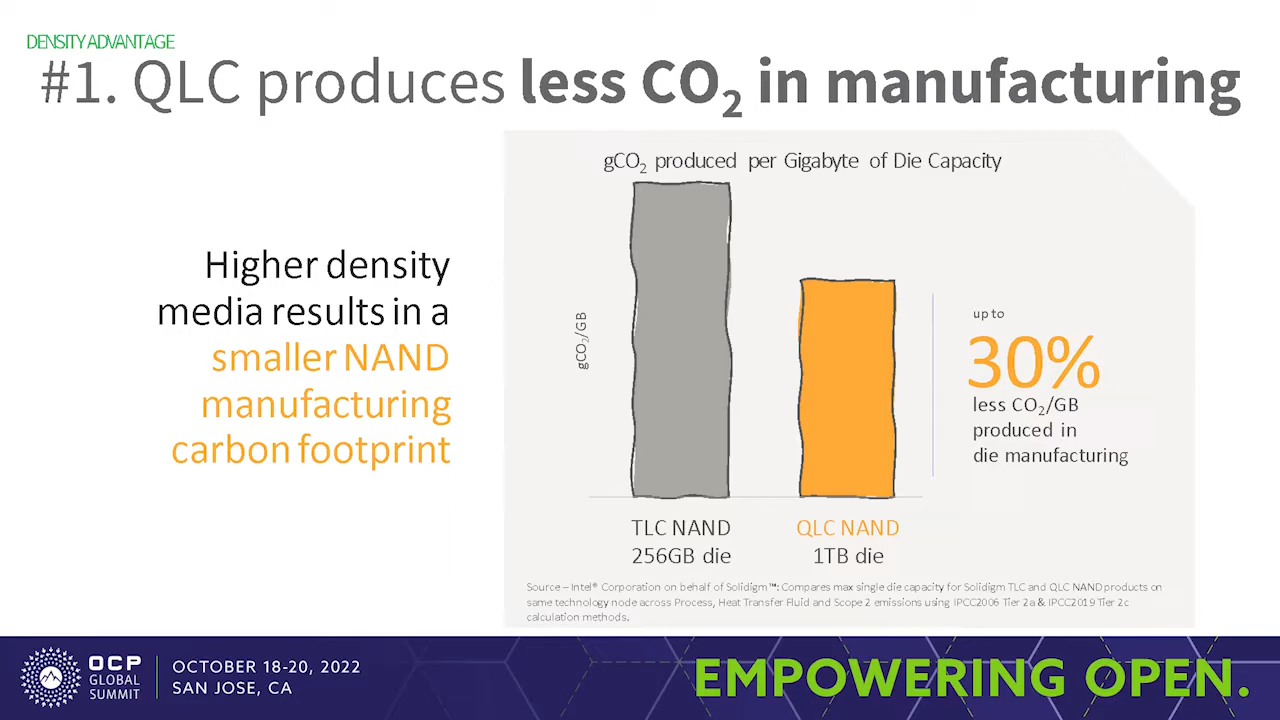 DENSITY ADVANTAGE
#1. QLC produces less CO2 in manufacturing
Higher density
media results in a
smaller NAND
manufacturing
carbon footprint
gCO2 produced per Gigabyte of Die Capacity
gCO2/GB
TLC NAND
256GB die
QLC NAND
1TB die
up to
30%
less CO2/GB
produced in
die manufacturing
Source – Intel® Corporation on behalf of Solidigm™: Compares max single die capacity for Solidigm TLC and QLC NAND products on
same technology node across Process, Heat Transfer Fluid and Scope 2 emissions using IPCC2006 Tier 2a & IPCC2019 Tier 2c
calculation methods.
OCP
GLOBAL
SUMMIT
OCTOBER 18-20, 2022
SAN JOSE, CA
EMPOWERING OPEN.